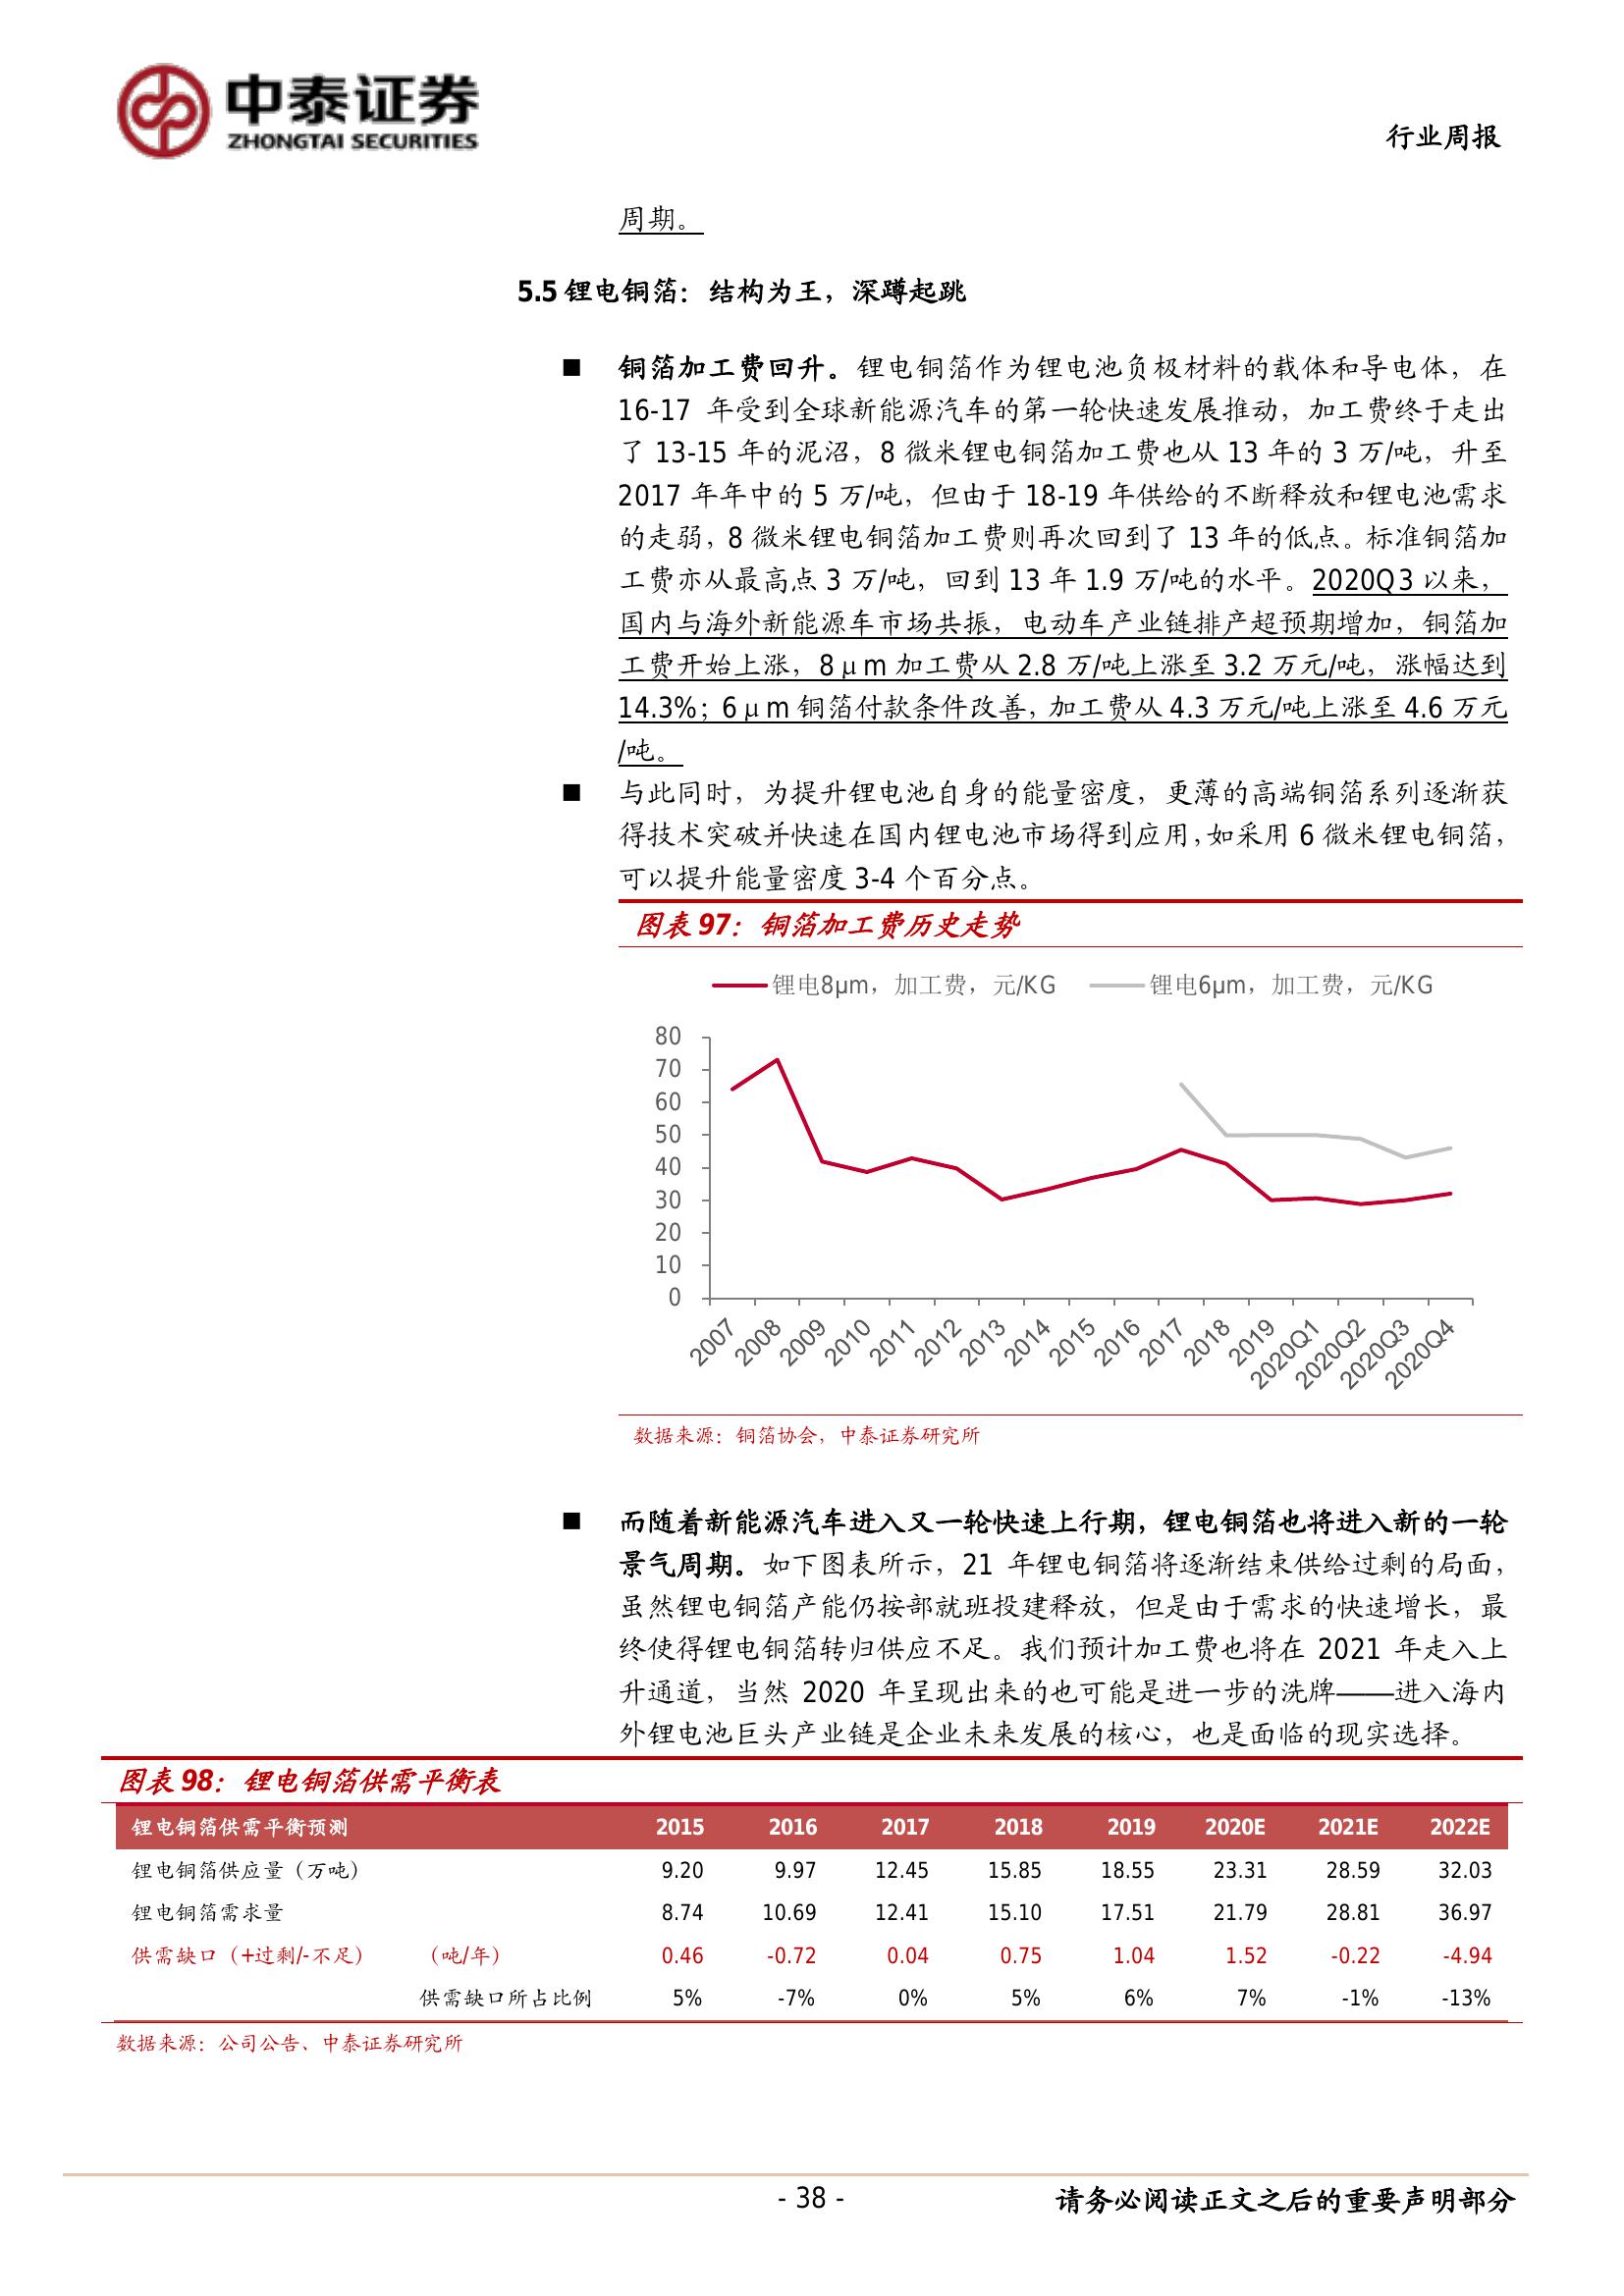 中泰证券
ZHONGTAI SECURITIES
行业周报
周期。
5.5 锂电铜箔：结构为王，深蹲起跳
■ 铜箔加工费回升。锂电铜箔作为锂电池负极材料的载体和导电体，在
16-17 年受到全球新能源汽车的第一轮快速发展推动，加工费终于走出
了 13-15 年的泥沼，8 微米锂电铜箔加工费也从 13 年的 3 万/吨，升至
2017 年年中的 5 万/吨，但由于 18-19 年供给的不断释放和锂电池需求
的走弱，8 微米锂电铜箔加工费则再次回到了 13 年的低点。标准铜箔加
工费亦从最高点 3 万/吨，回到 13 年 1.9 万/吨的水平。2020Q3 以来，
国内与海外新能源车市场共振，电动车产业链排产超预期增加，铜箔加
工费开始上涨，8μm 加工费从 2.8 万/吨上涨至 3.2 万元/吨，涨幅达到
14.3%；6μm 铜箔付款条件改善，加工费从 4.3 万元/吨上涨至 4.6 万元
/吨。
■ 与此同时，为提升锂电池自身的能量密度，更薄的高端铜箔系列逐渐获
得技术突破并快速在国内锂电池市场得到应用，如采用 6 微米锂电铜箔，
可以提升能量密度 3-4 个百分点。
图表 97：铜箔加工费历史走势
锂电8μm，加工费，元/KG 锂电6μm，加工费，元/KG
80
70
60
50
40
30
20
10
0
2007 2008 2009 2010 2011 2012 2013 2014 2015 2016 2017 2018 2019 2020Q1 2020Q2 2020Q3 2020Q4
数据来源：铜箔协会，中泰证券研究所
■ 而随着新能源汽车进入又一轮快速上行期，锂电铜箔也将进入新的一轮
景气周期。如下图表所示，21 年锂电铜箔将逐渐结束供给过剩的局面，
虽然锂电铜箔产能仍按部就班投建释放，但是由于需求的快速增长，最
终使得锂电铜箔转归供应不足。我们预计加工费也将在 2021 年走入上
升通道，当然 2020 年呈现出来的也可能是进一步的洗牌——进入海内
外锂电池巨头产业链是企业未来发展的核心，也是面临的现实选择。
图表 98：锂电铜箔供需平衡表
锂电铜箔供需平衡预测 2015 2016 2017 2018 2019 2020E 2021E 2022E
锂电铜箔供应量（万吨） 9.20 9.97 12.45 15.85 18.55 23.31 28.59 32.03
锂电铜箔需求量 8.74 10.69 12.41 15.10 17.51 21.79 28.81 36.97
供需缺口（+过剩/-不足） （吨/年） 0.46 -0.72 0.04 0.75 1.04 1.52 -0.22 -4.94
供需缺口所占比例 5% -7% 0% 5% 6% 7% -1% -13%
数据来源：公司公告、中泰证券研究所
- 38 - 请务必阅读正文之后的重要声明部分